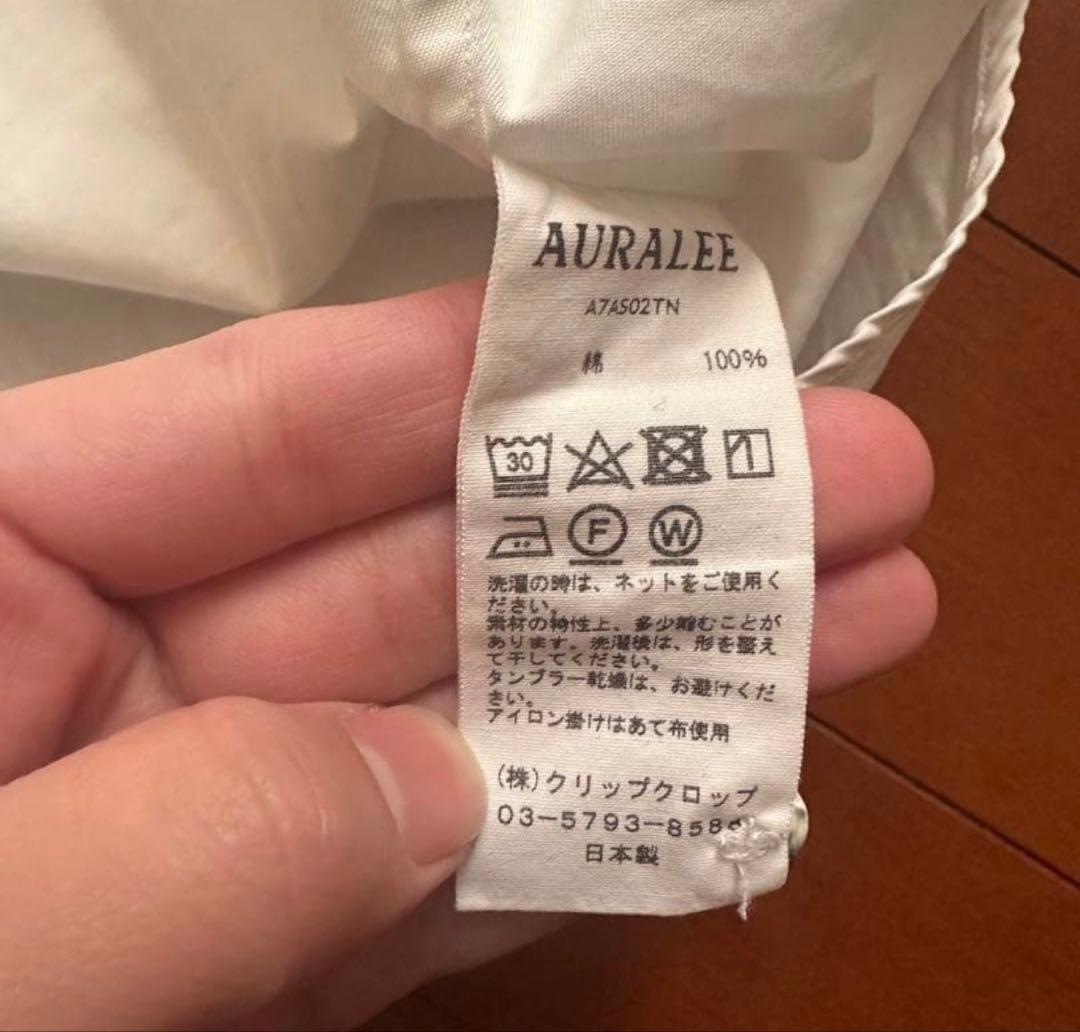 AURALEE
A7AS02TN
綿 100%
30
F W
洗濯の時は、ネットをご使用く
ださい。
素材の特性上、多少縮むことが
あります。洗濯後は、形を整え
て干してください。
タンブラー乾燥は、お避けくだ
さい。
アイロン掛けはあて布使用
(株)クリップクロップ
03-5793-858
日本製